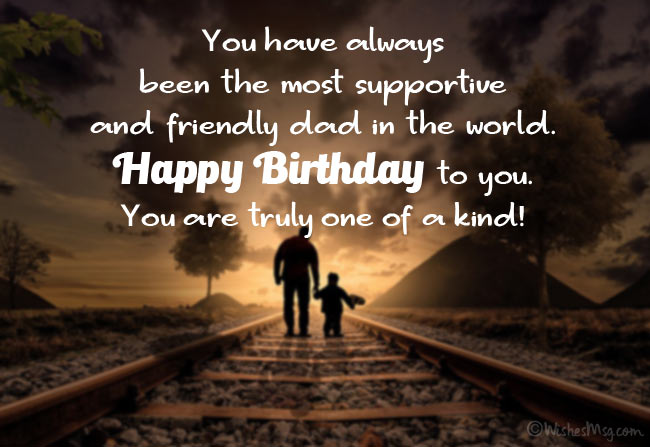 You have always
been the most supportive
and friendly dad in the world.
Happy Birthday to you.
You are truly one of a kind!
©WishesMsg.com